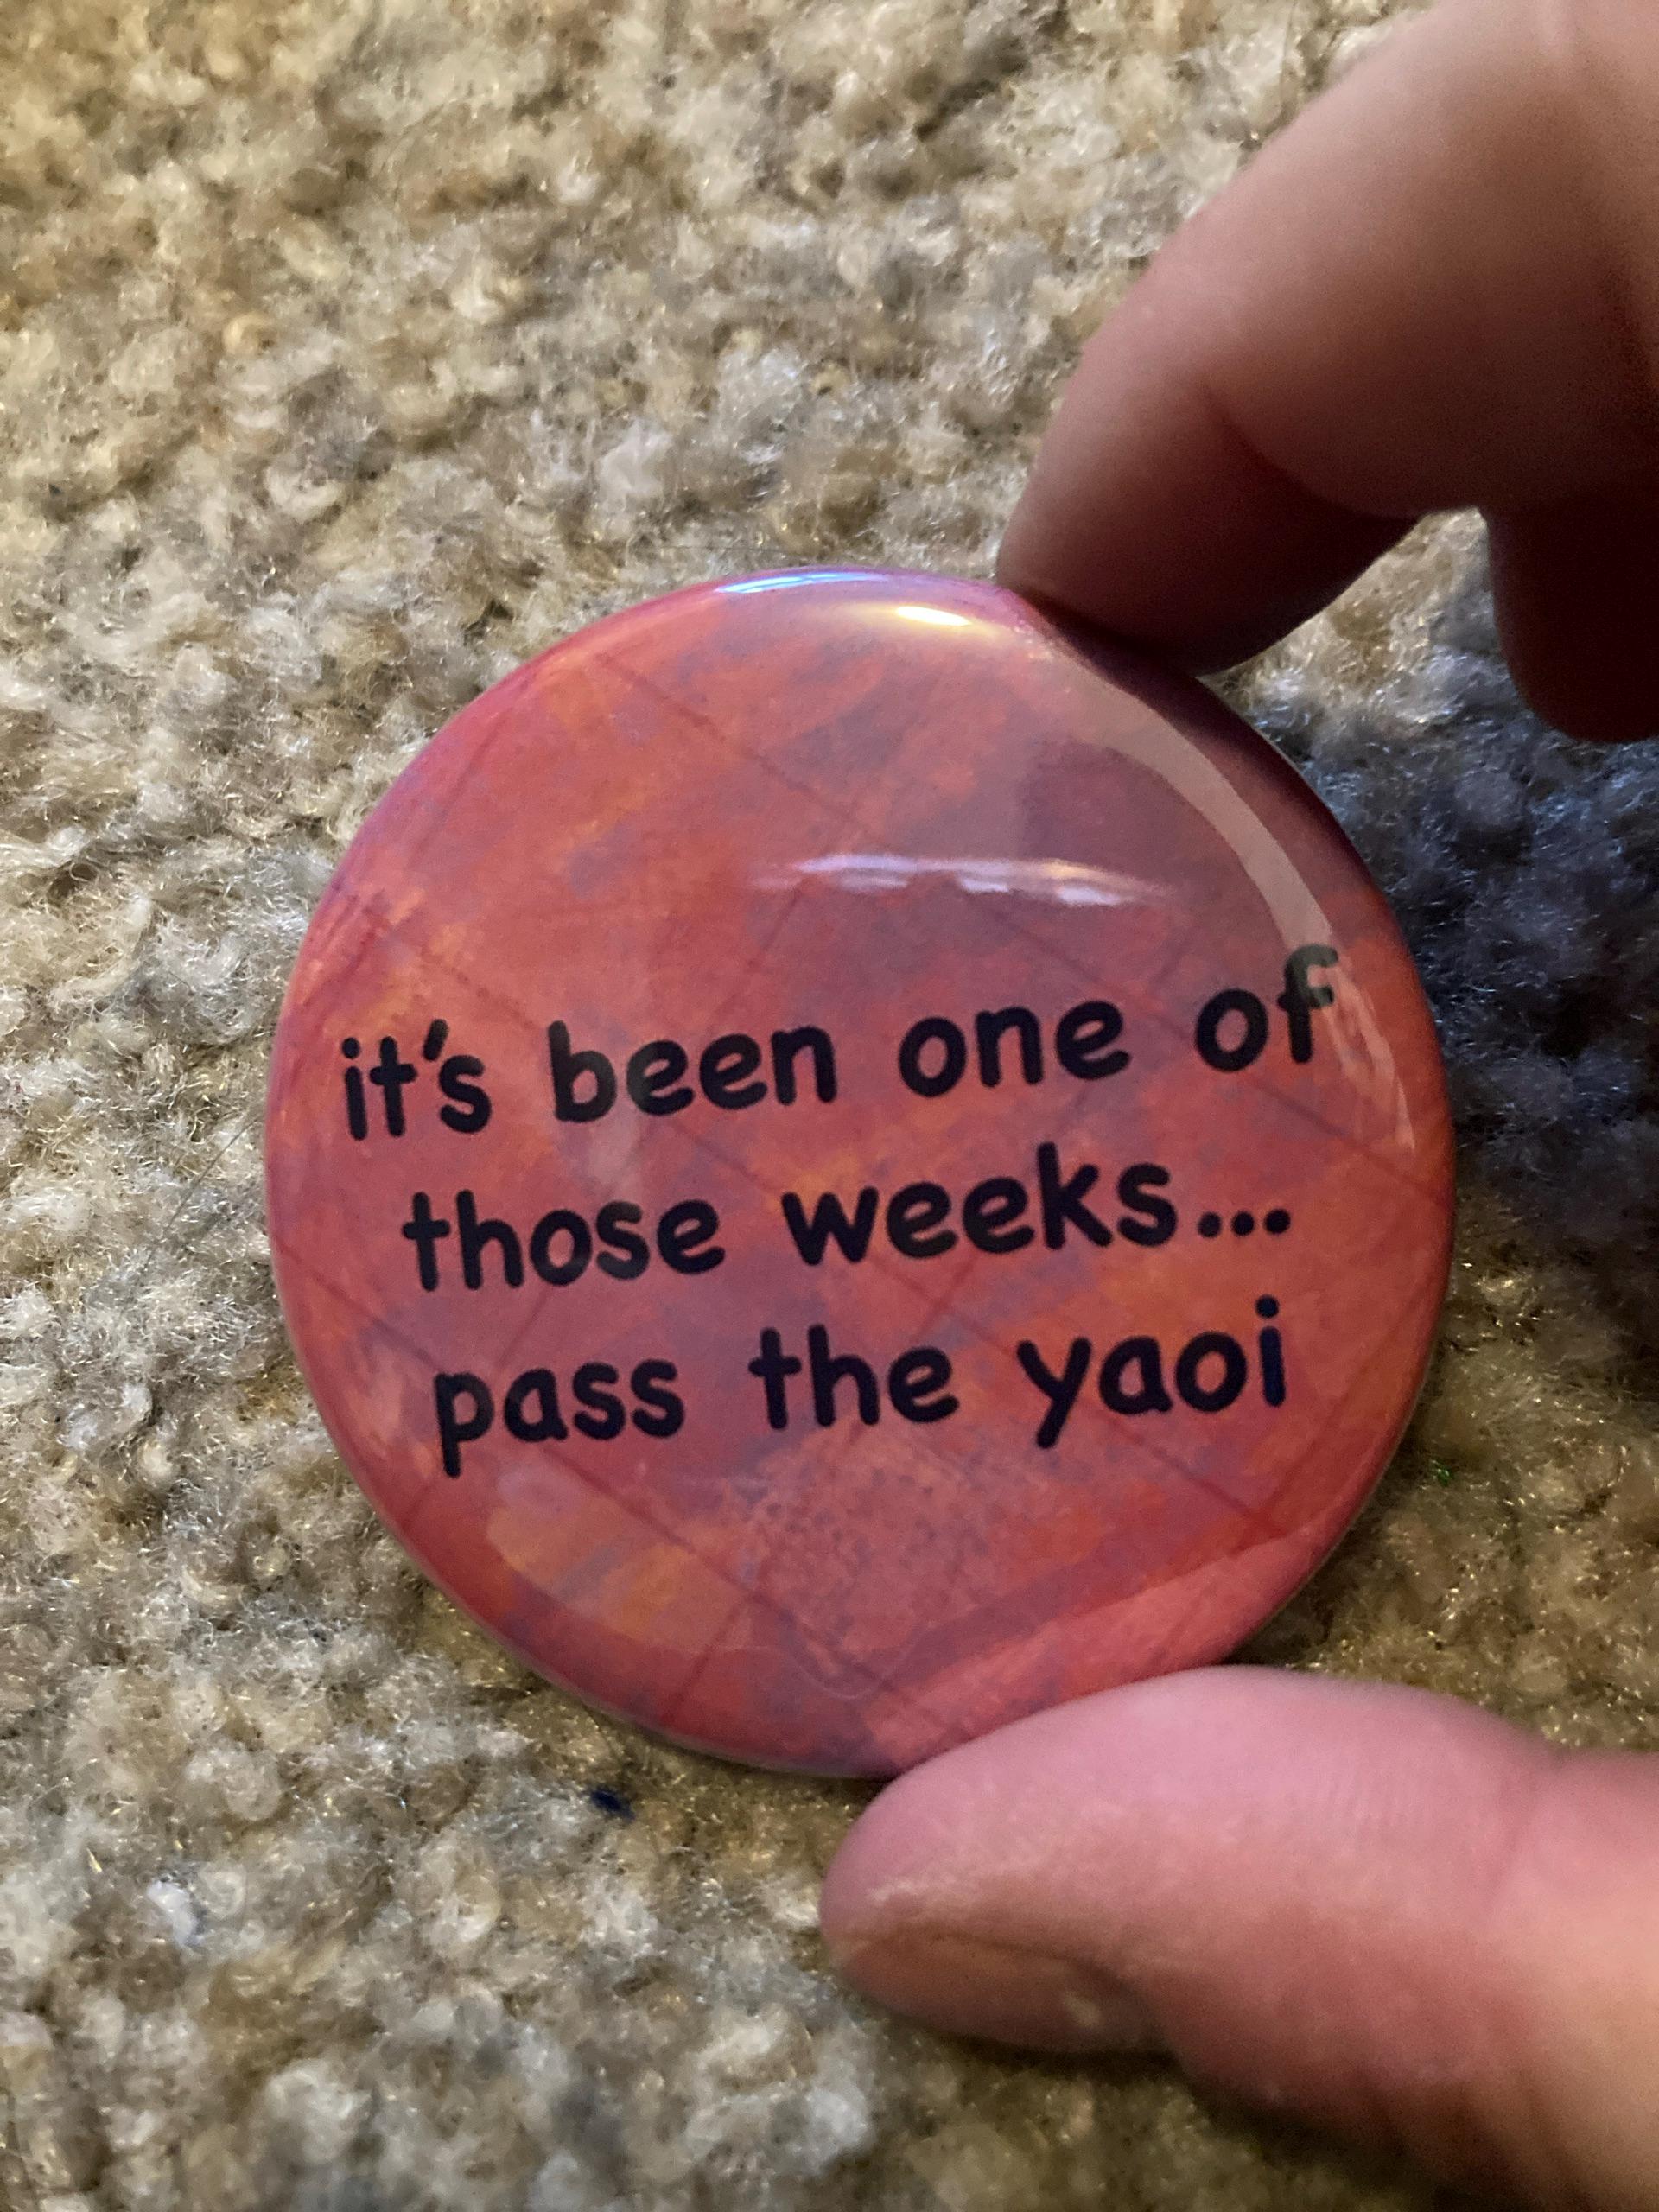 it's been one of
those weeks...
pass the yaoi